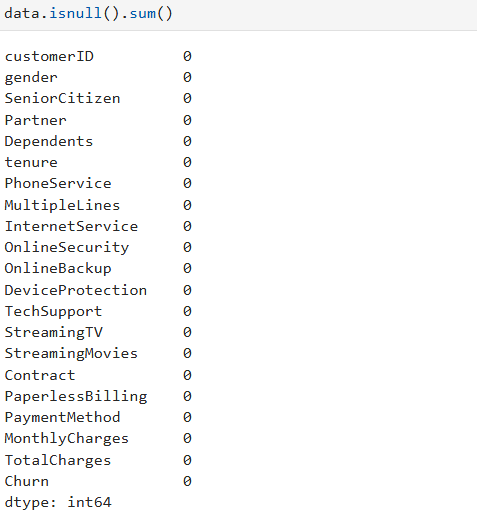 data.isnull().sum()
customerID 0
gender 0
SeniorCitizen 0
Partner 0
Dependents 0
tenure 0
PhoneService 0
MultipleLines 0
InternetService 0
OnlineSecurity 0
OnlineBackup 0
DeviceProtection 0
TechSupport 0
StreamingTV 0
StreamingMovies 0
Contract 0
PaperlessBilling 0
PaymentMethod 0
MonthlyCharges 0
TotalCharges 0
Churn 0
dtype: int64